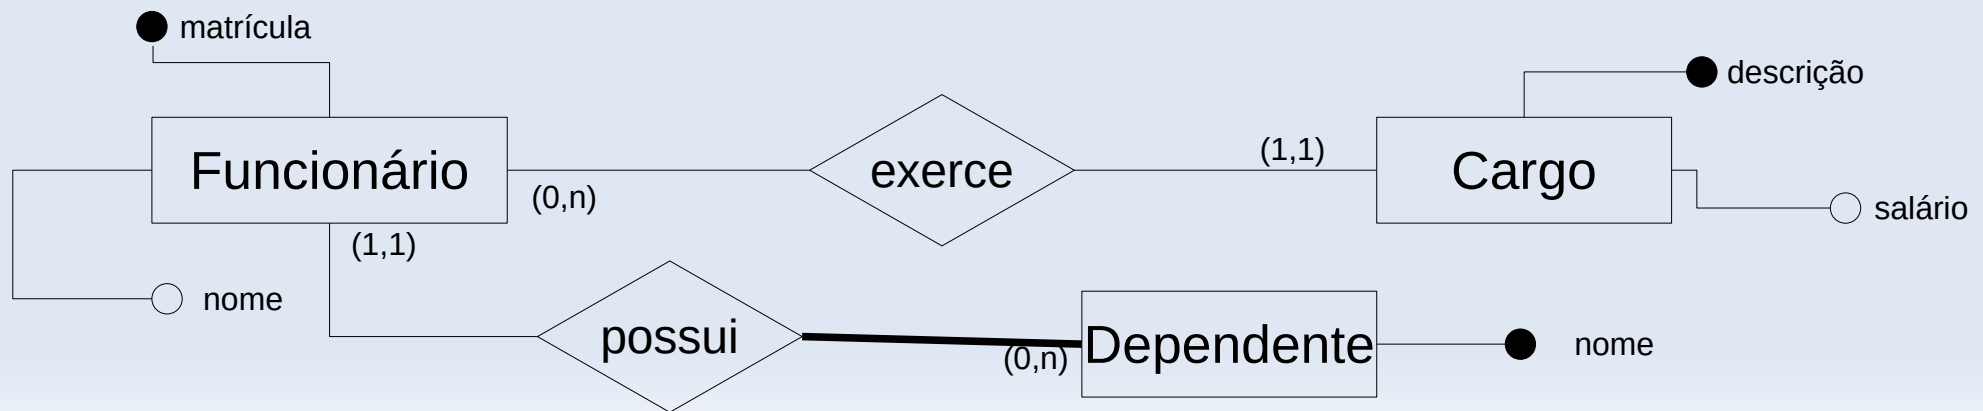 matrícula
descrição
Funcionário
exerce
Cargo
(1,1)
(0,n)
salário
(1,1)
nome
possui
Dependente
(0,n)
nome